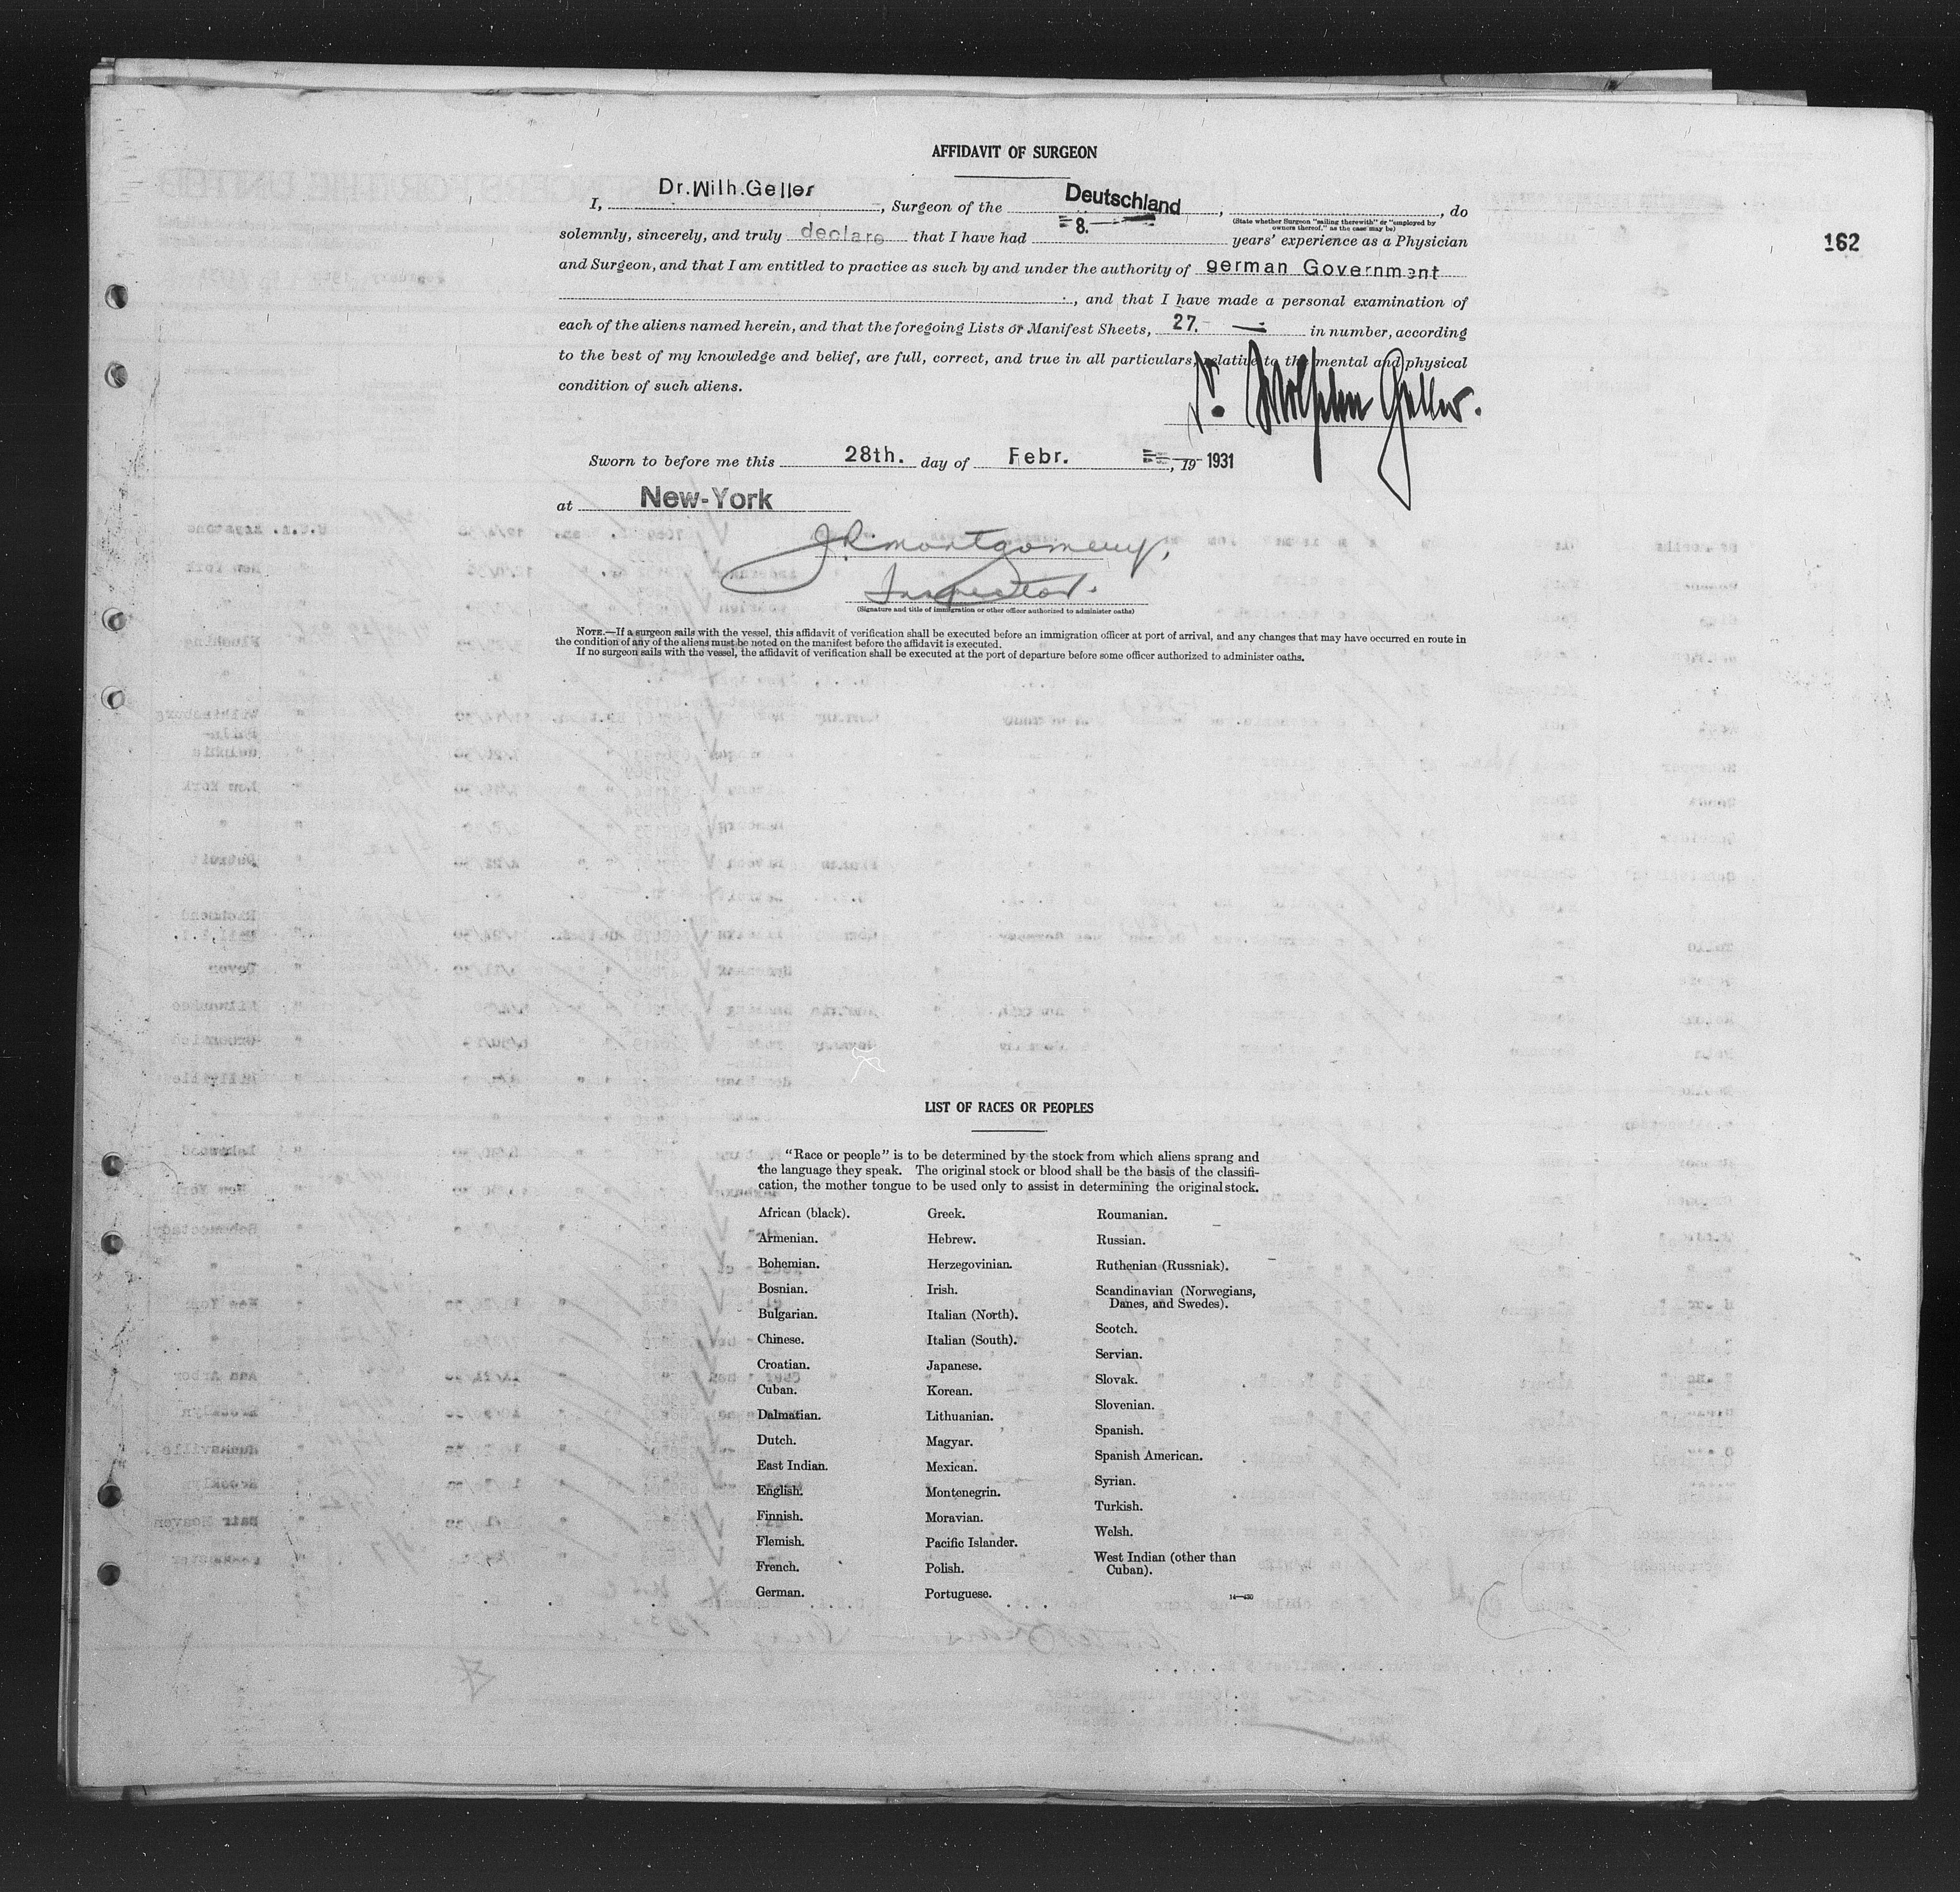 AFFIDAVIT OF SURGEON
I, Dr. Wilh. Geller, Surgeon of the Deutschland, , do
(State whether Surgeon "sailing therewith" or "employed by owners thereof," as the case may be)
solemnly, sincerely, and truly declare that I have had =8.— years' experience as a Physician
and Surgeon, and that I am entitled to practice as such by and under the authority of german Government
, and that I have made a personal examination of
each of the aliens named herein, and that the foregoing Lists or Manifest Sheets, 27. — in number, according
to the best of my knowledge and belief, are full, correct, and true in all particulars, relative to the mental and physical
condition of such aliens.
Dr. Wilhelm Geller.
Sworn to before me this 28th. day of Febr. , 19 1931
at New-York
J R Montgomery,
Inspector.
(Signature and title of immigration or other officer authorized to administer oaths)
NOTE.—If a surgeon sails with the vessel, this affidavit of verification shall be executed before an immigration officer at port of arrival, and any changes that may have occurred en route in
the condition of any of the aliens must be noted on the manifest before the affidavit is executed.
If no surgeon sails with the vessel, the affidavit of verification shall be executed at the port of departure before some officer authorized to administer oaths.
162
LIST OF RACES OR PEOPLES
"Race or people" is to be determined by the stock from which aliens sprang and
the language they speak. The original stock or blood shall be the basis of the classifi-
cation, the mother tongue to be used only to assist in determining the original stock.
African (black).
Armenian.
Bohemian.
Bosnian.
Bulgarian.
Chinese.
Croatian.
Cuban.
Dalmatian.
Dutch.
East Indian.
English.
Finnish.
Flemish.
French.
German.
Greek.
Hebrew.
Herzegovinian.
Irish.
Italian (North).
Italian (South).
Japanese.
Korean.
Lithuanian.
Magyar.
Mexican.
Montenegrin.
Moravian.
Pacific Islander.
Polish.
Portuguese.
Roumanian.
Russian.
Ruthenian (Russniak).
Scandinavian (Norwegians,
Danes, and Swedes).
Scotch.
Servian.
Slovak.
Slovenian.
Spanish.
Spanish American.
Syrian.
Turkish.
Welsh.
West Indian (other than
Cuban).